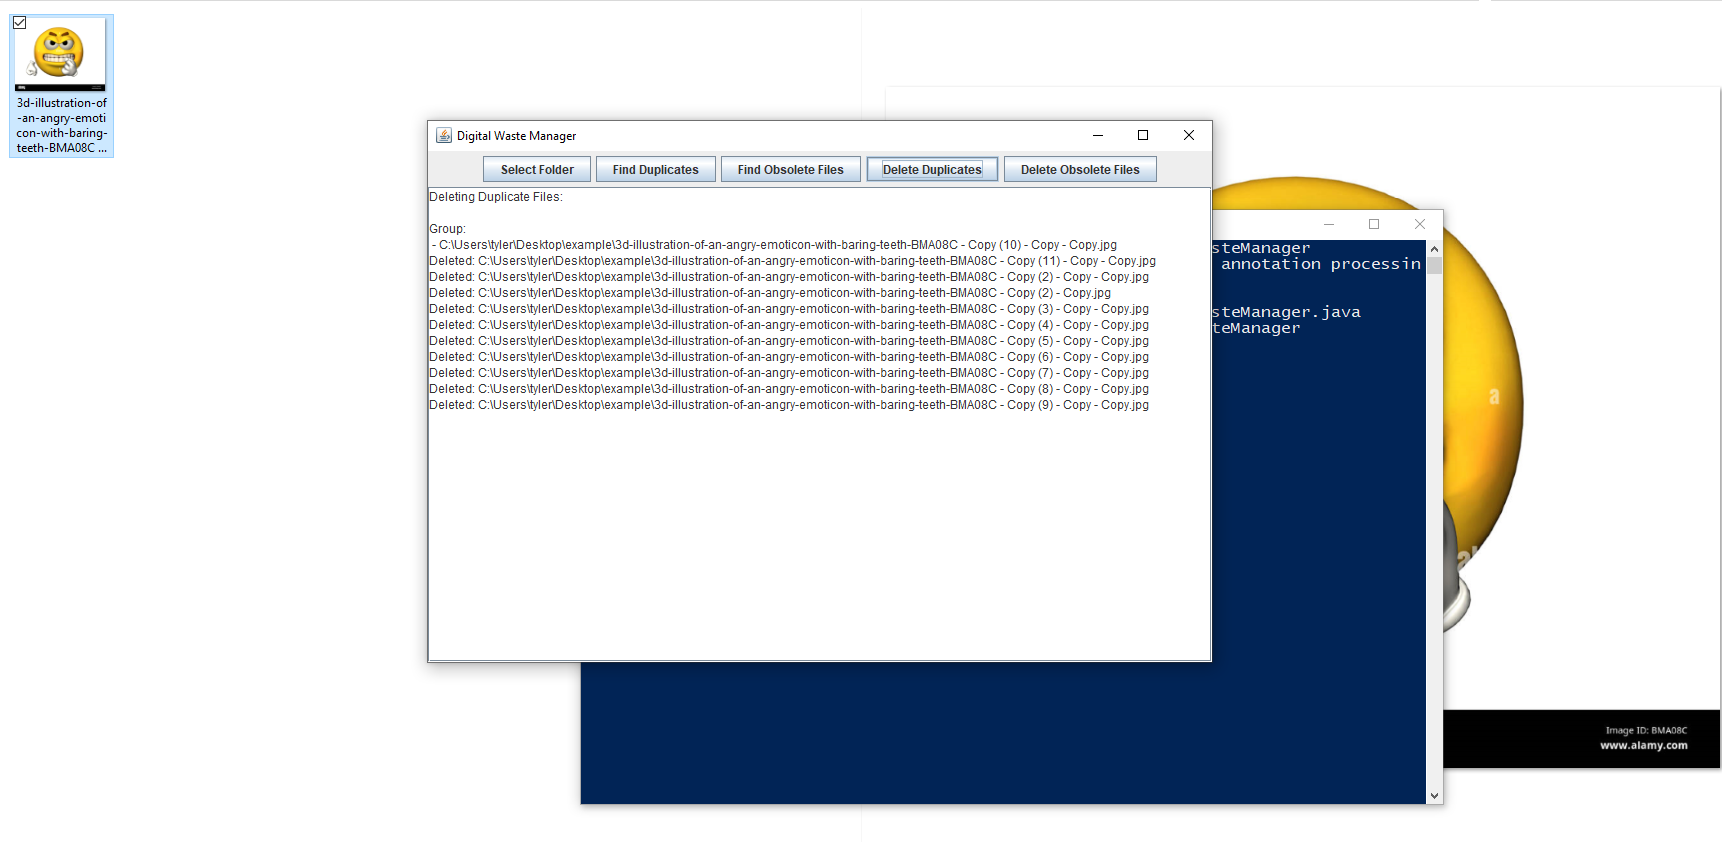 3d-illustration-of
-an-angry-emoti
con-with-baring-
teeth-BMA08C ...
Digital Waste Manager
Select Folder
Find Duplicates
Find Obsolete Files
Delete Duplicates
Delete Obsolete Files
Deleting Duplicate Files:
Group:
- C:\Users\tyler\Desktop\example\3d-illustration-of-an-angry-emoticon-with-baring-teeth-BMA08C - Copy (10) - Copy - Copy.jpg
Deleted: C:\Users\tyler\Desktop\example\3d-illustration-of-an-angry-emoticon-with-baring-teeth-BMA08C - Copy (11) - Copy - Copy.jpg
Deleted: C:\Users\tyler\Desktop\example\3d-illustration-of-an-angry-emoticon-with-baring-teeth-BMA08C - Copy (2) - Copy - Copy.jpg
Deleted: C:\Users\tyler\Desktop\example\3d-illustration-of-an-angry-emoticon-with-baring-teeth-BMA08C - Copy (2) - Copy.jpg
Deleted: C:\Users\tyler\Desktop\example\3d-illustration-of-an-angry-emoticon-with-baring-teeth-BMA08C - Copy (3) - Copy - Copy.jpg
Deleted: C:\Users\tyler\Desktop\example\3d-illustration-of-an-angry-emoticon-with-baring-teeth-BMA08C - Copy (4) - Copy - Copy.jpg
Deleted: C:\Users\tyler\Desktop\example\3d-illustration-of-an-angry-emoticon-with-baring-teeth-BMA08C - Copy (5) - Copy - Copy.jpg
Deleted: C:\Users\tyler\Desktop\example\3d-illustration-of-an-angry-emoticon-with-baring-teeth-BMA08C - Copy (6) - Copy - Copy.jpg
Deleted: C:\Users\tyler\Desktop\example\3d-illustration-of-an-angry-emoticon-with-baring-teeth-BMA08C - Copy (7) - Copy - Copy.jpg
Deleted: C:\Users\tyler\Desktop\example\3d-illustration-of-an-angry-emoticon-with-baring-teeth-BMA08C - Copy (8) - Copy - Copy.jpg
Deleted: C:\Users\tyler\Desktop\example\3d-illustration-of-an-angry-emoticon-with-baring-teeth-BMA08C - Copy (9) - Copy - Copy.jpg
steManager
annotation processin
steManager.java
teManager
a
Image ID: BMA08C
www.alamy.com